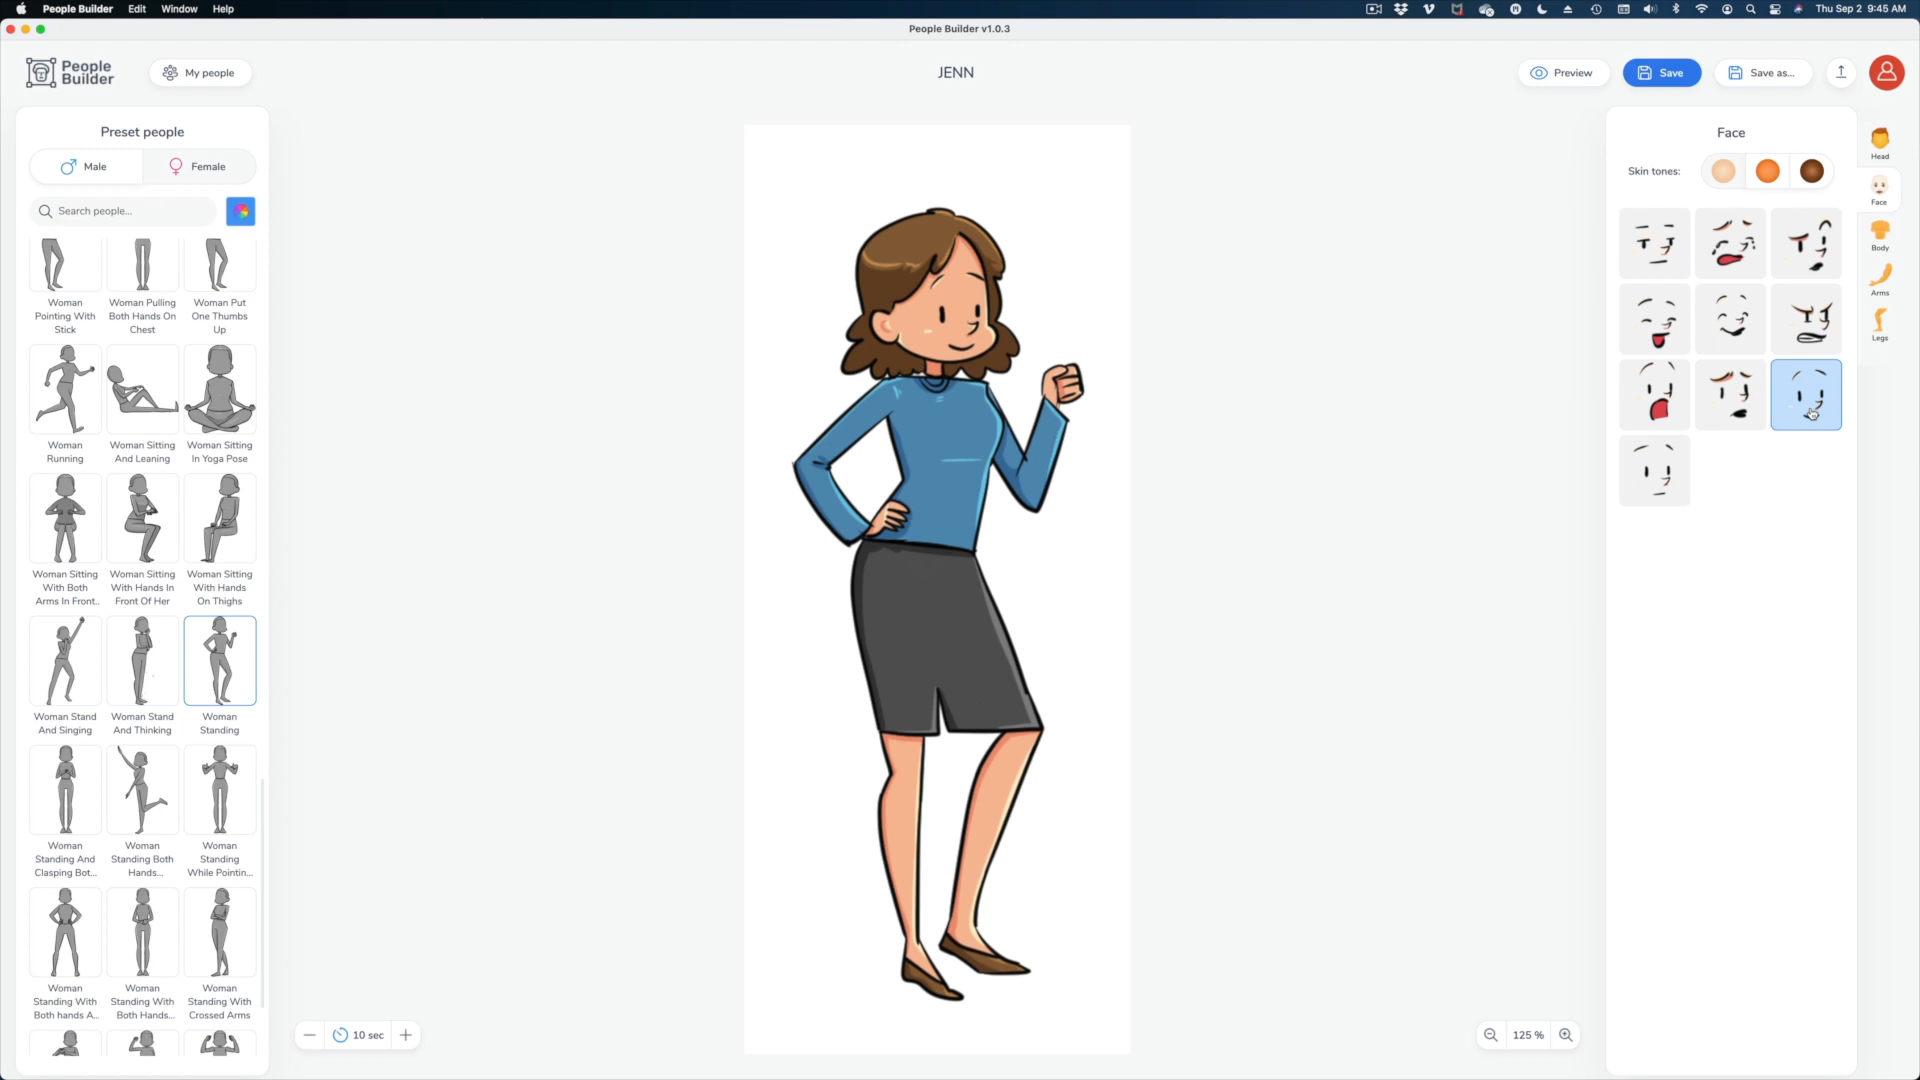 People Builder Edit Window Help
Thu Sep 2 9:45 AM
People Builder v1.0.3
People
Builder
My people
JENN
Preview
Save
Save as...
Preset people
Male
Female
Search people...
Woman
Pointing With
Stick
Woman Pulling
Both Hands On
Chest
Woman Put
One Thumbs
Up
Woman
Running
Woman Sitting
And Leaning
Woman Sitting
In Yoga Pose
Woman Sitting
With Both
Arms In Front..
Woman Sitting
With Hands In
Front Of Her
Woman Sitting
With Hands
On Thighs
Woman Stand
And Singing
Woman Stand
And Thinking
Woman
Standing
Woman
Standing And
Clasping Bot...
Woman
Standing Both
Hands...
Woman
Standing
While Pointin...
Woman
Standing With
Both hands A...
Woman
Standing With
Both Hands...
Woman
Standing With
Crossed Arms
10 sec
125 %
Face
Skin tones:
Head
Face
Body
Arms
Legs